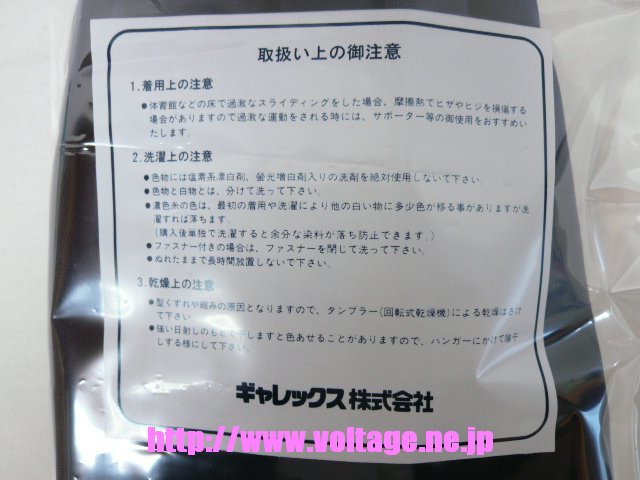 取扱い上の御注意
1.着用上の注意
●体育館などの床で過激なスライディングをした場合、摩擦熱でヒザやヒジを損傷する
場合がありますので過激な運動をされる時には、サポーター等の御使用をおすすめい
たします。
2.洗濯上の注意
●色物には塩素系漂白剤、螢光増白剤入りの洗剤を絶対使用しないて下さい。
●色物と白物とは、分けて洗って下さい。
●濃色米の色は、最初の着用や洗濯により他の白い物に多少色が移る事がありますが洗
濯すれば落ちます。
(購入後単独て洗濯すると余分な染料が落ち防止できます.)
●ファスナー付きの場合は、ファスナーを閉じて洗って下さい。
●ぬれたままで長時間放置しないて下さい。
3.乾燥上の注意
●型くずれや縮みの原因となりますので、タンブラー(回転式乾燥機)による乾燥はさけ
て下さい。
●強い日射しのもとで干しますと色あせることがありますので、ハンガーにかけて陰干
しする様にして下さい。
ギャレックス株式会社
http://www.voltage.ne.jp